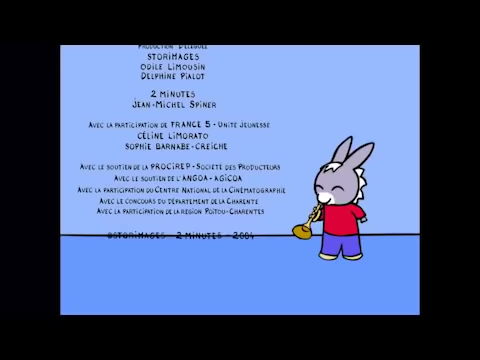 PRODUCTION DÉLÉGUÉE
STORIMAGES
ODILE LIMOUSIN
DELPHINE PIALOT
2 MINUTES
JEAN-MICHEL SPINER
AVEC LA PARTICIPATION DE FRANCE 5 - UNITÉ JEUNESSE
CÉLINE LIMORATO
SOPHIE BARNABE-CREICHE
AVEC LE SOUTIEN DE LA PROCIREP - SOCIÉTÉ DES PRODUCTEURS
AVEC LE SOUTIEN DE L'ANGOA - AGICOA
AVEC LA PARTICIPATION DU CENTRE NATIONAL DE LA CINÉMATOGRAPHIE
AVEC LE CONCOURS DU DÉPARTEMENT DE LA CHARENTE
AVEC LA PARTICIPATION DE LA REGION POITOU-CHARENTES
©STORIMAGES - 2 MINUTES - 2004